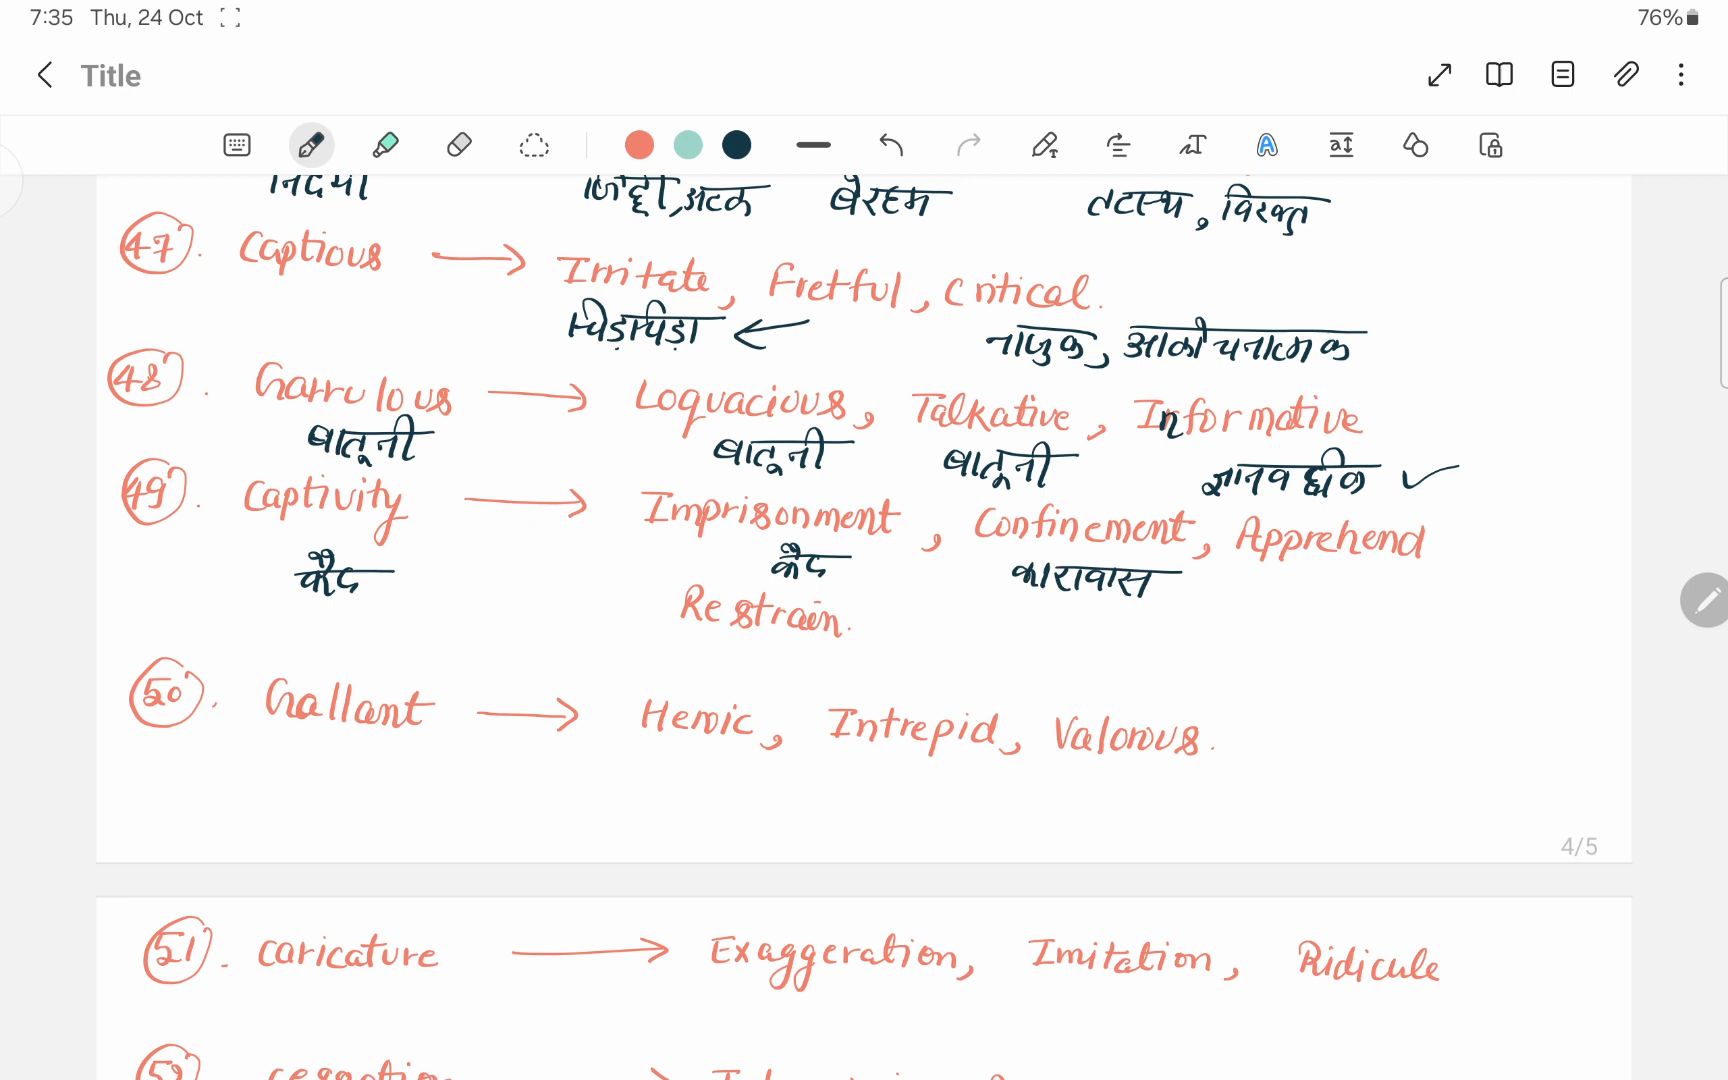 7:35 Thu, 24 Oct 76%
Title
निर्दयी जिद्दी, अटक बेरहम तटस्थ, विरक्त
47. Captious → Irritate, Fretful, Critical.
चिड़चिड़ा ← नाजुक, आलोचनात्मक
48. Garrulous → Loquacious, Talkative, Informative
बातूनी बातूनी बातूनी ज्ञानवर्धक ✓
49. Captivity → Imprisonment, Confinement, Apprehend
कैद कैद कारावास
Restrain.
50. Gallant → Heroic, Intrepid, Valorous.
4/5
51. caricature → Exaggeration, Imitation, Ridicule